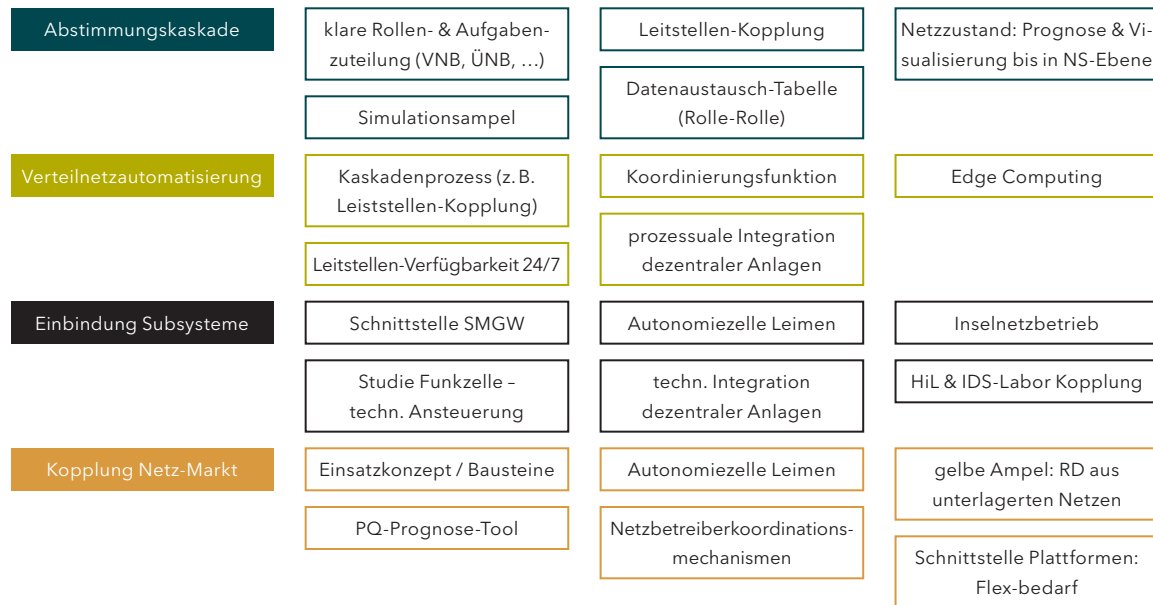 Abstimmungskaskade
klare Rollen- & Aufgaben-
zuteilung (VNB, ÜNB, …)
Simulationsampel
Leitstellen-Kopplung
Datenaustausch-Tabelle
(Rolle-Rolle)
Netzzustand: Prognose & Vi-
sualisierung bis in NS-Ebene
Verteilnetzautomatisierung
Kaskadenprozess (z. B.
Leiststellen-Kopplung)
Leitstellen-Verfügbarkeit 24/7
Koordinierungsfunktion
prozessuale Integration
dezentraler Anlagen
Edge Computing
Einbindung Subsysteme
Schnittstelle SMGW
Studie Funkzelle –
techn. Ansteuerung
Autonomiezelle Leimen
techn. Integration
dezentraler Anlagen
Inselnetzbetrieb
HiL & IDS-Labor Kopplung
Kopplung Netz-Markt
Einsatzkonzept / Bausteine
PQ-Prognose-Tool
Autonomiezelle Leimen
Netzbetreiberkoordinations-
mechanismen
gelbe Ampel: RD aus
unterlagerten Netzen
Schnittstelle Plattformen:
Flex-bedarf